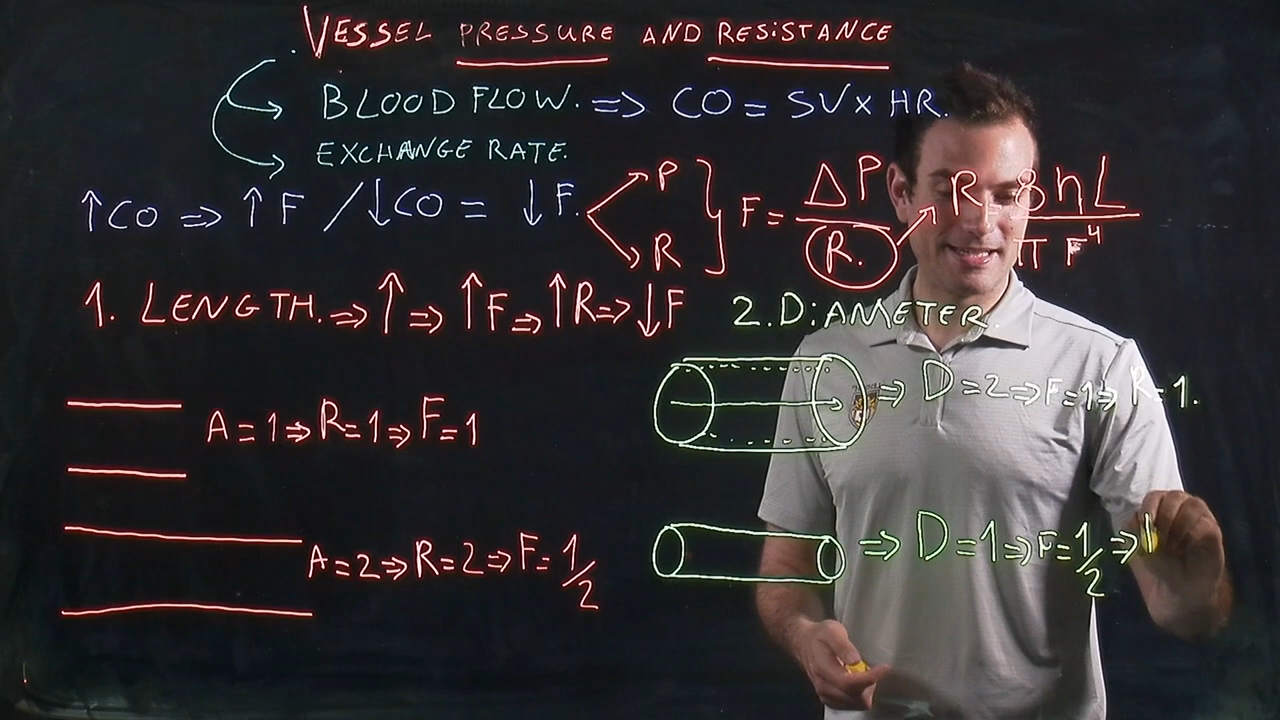 VESSEL PRESSURE AND RESISTANCE
BLOOD FLOW. => CO = SV x HR.
EXCHANGE RATE.
↑CO => ↑F / ↓CO = ↓F. P R } F = ΔP / R. R = 8ηL / π r⁴
1. LENGTH. => ↑ => ↑F => ↑R => ↓F
2. DiAMETER.
A = 1 => R = 1 => F = 1
A = 2 => R = 2 => F = 1/2
=> D = 2 => F = 1 => R = 1.
=> D = 1 => F = 1/2 =>